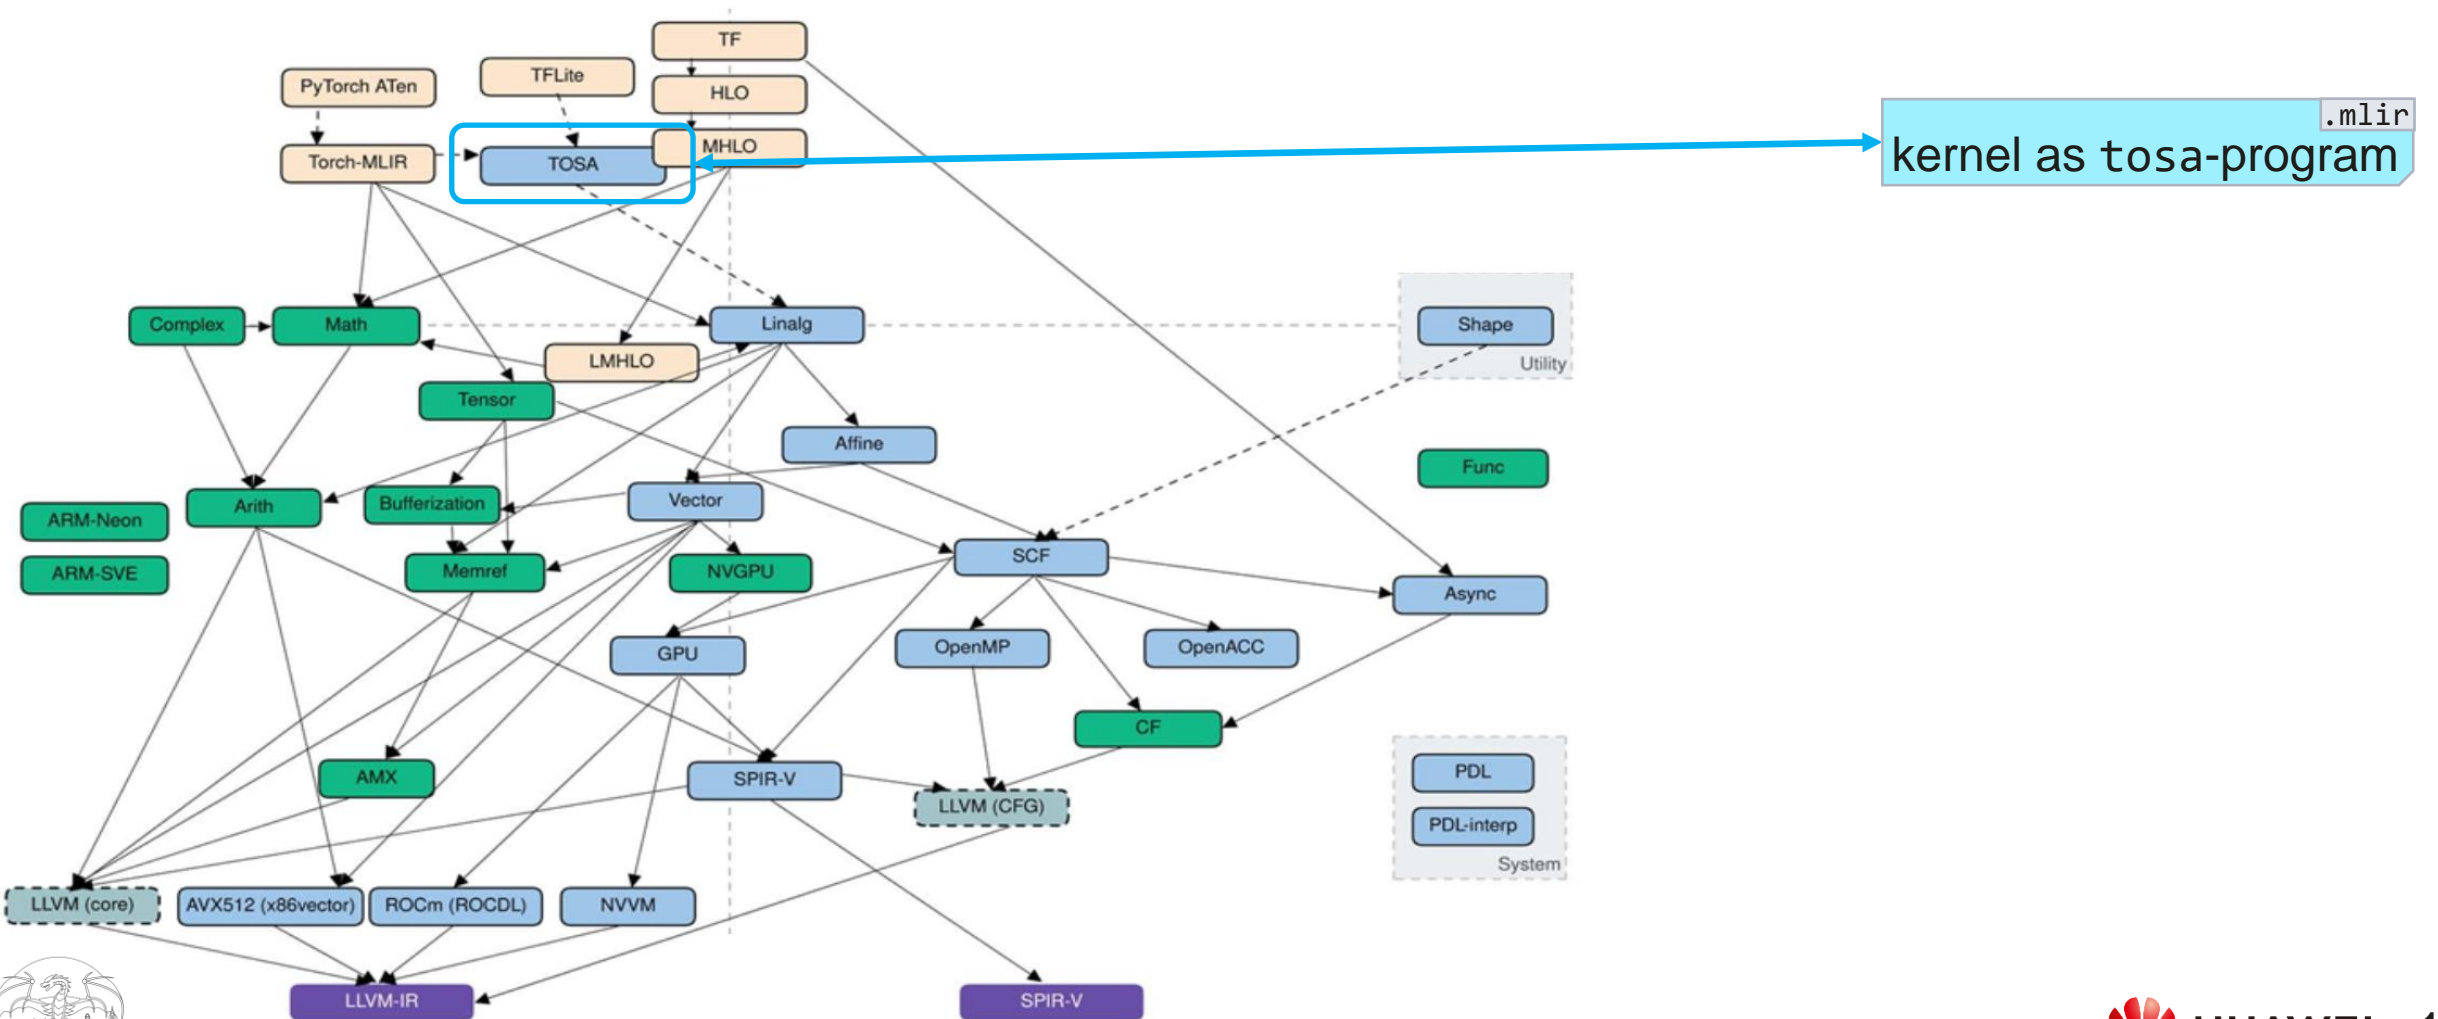 TF
TFLite
PyTorch ATen
HLO
.mlir
MHLO
kernel as tosa-program
Torch-MLIR
TOSA
Complex
Math
Linalg
Shape
LMHLO
Utility
Tensor
Affine
Func
Arith
Bufferization
Vector
ARM-Neon
SCF
ARM-SVE
Memref
NVGPU
Async
GPU
OpenMP
OpenACC
CF
AMX
SPIR-V
PDL
LLVM (CFG)
PDL-interp
System
LLVM (core)
AVX512 (x86vector)
ROCm (ROCDL)
NVVM
LLVM-IR
SPIR-V
HUAWEI